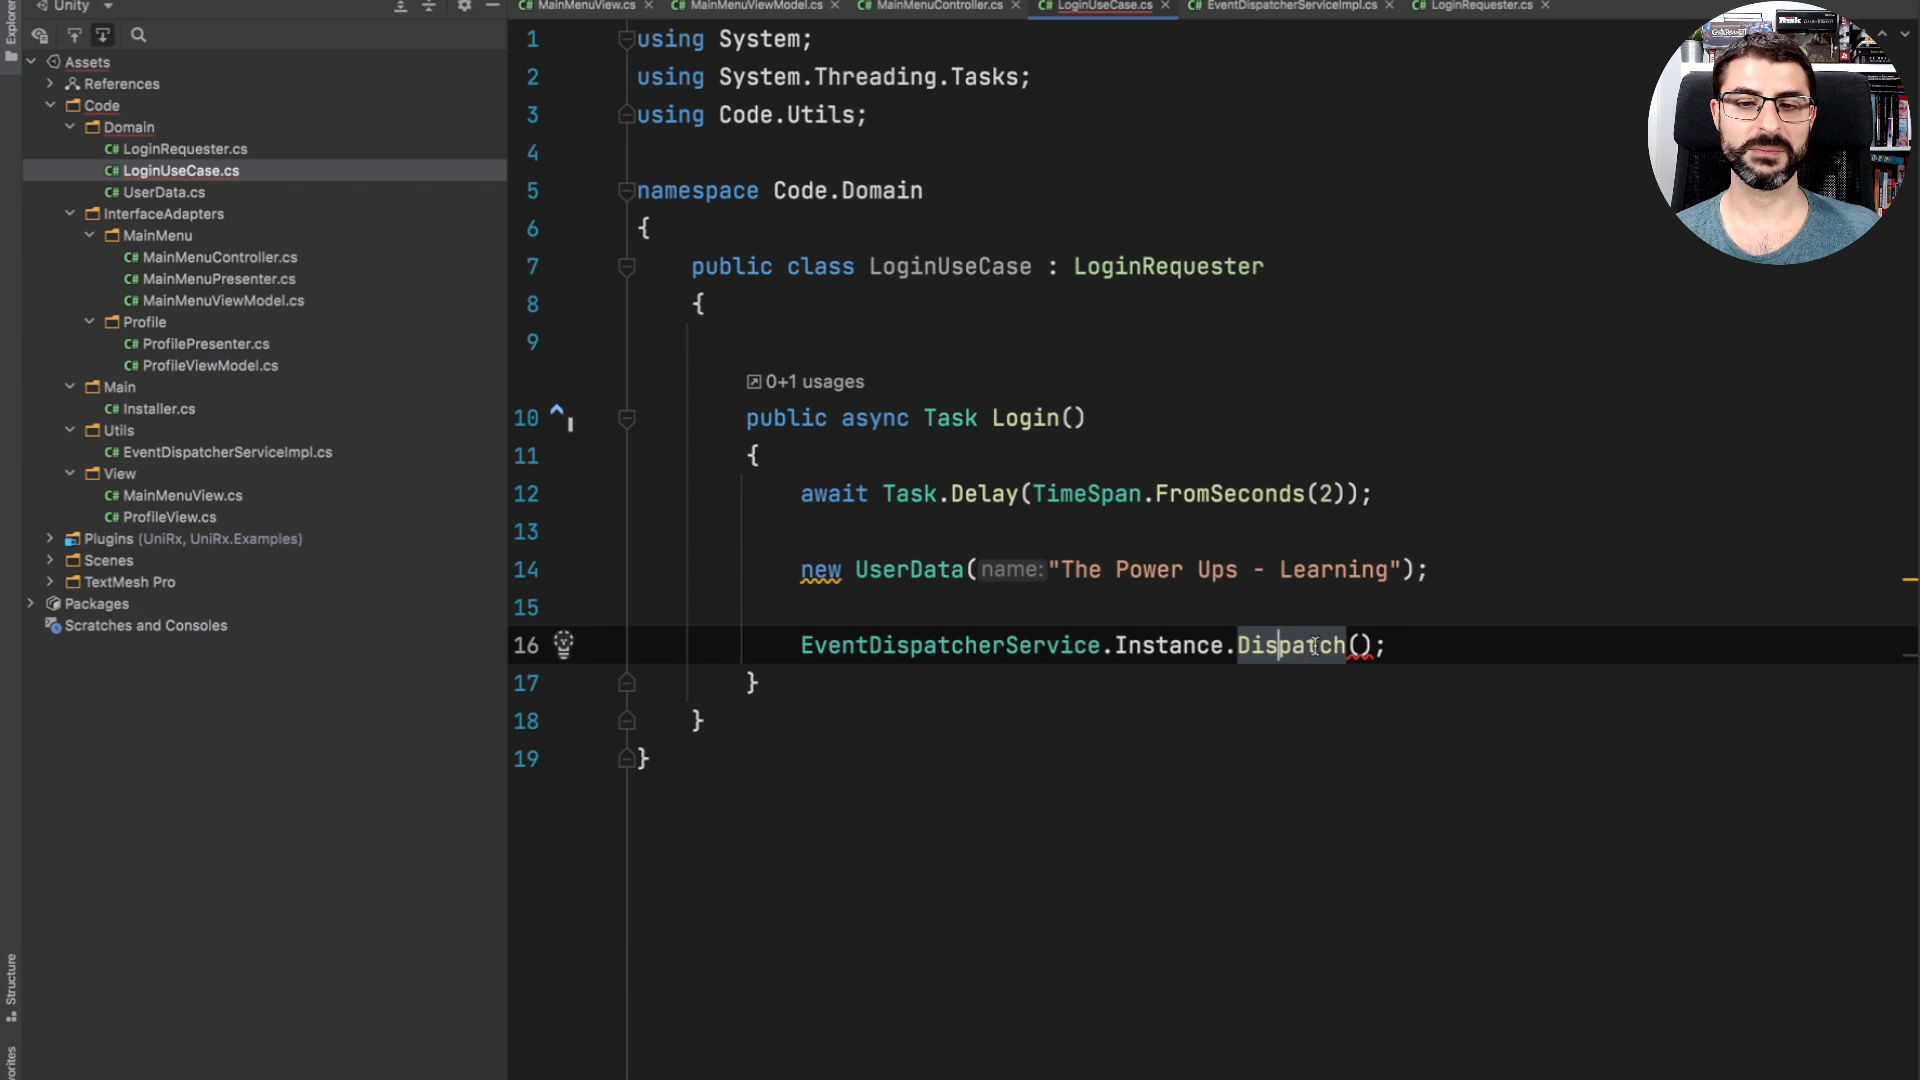 Unity
MainMenuView.cs
MainMenuViewModel.cs
MainMenuController.cs
LoginUseCase.cs
EventDispatcherServiceImpl.cs
LoginRequester.cs
Explorer
Assets
References
Code
Domain
C# LoginRequester.cs
C# LoginUseCase.cs
C# UserData.cs
InterfaceAdapters
MainMenu
C# MainMenuController.cs
C# MainMenuPresenter.cs
C# MainMenuViewModel.cs
Profile
C# ProfilePresenter.cs
C# ProfileViewModel.cs
Main
C# Installer.cs
Utils
C# EventDispatcherServiceImpl.cs
View
C# MainMenuView.cs
C# ProfileView.cs
Plugins (UniRx, UniRx.Examples)
Scenes
TextMesh Pro
Packages
Scratches and Consoles
Structure
1 using System;
2 using System.Threading.Tasks;
3 using Code.Utils;
4
5 namespace Code.Domain
6 {
7 public class LoginUseCase : LoginRequester
8 {
9
0+1 usages
10 public async Task Login()
11 {
12 await Task.Delay(TimeSpan.FromSeconds(2));
13
14 new UserData(name:"The Power Ups - Learning");
15
16 EventDispatcherService.Instance.Dispatch();
17 }
18 }
19 }